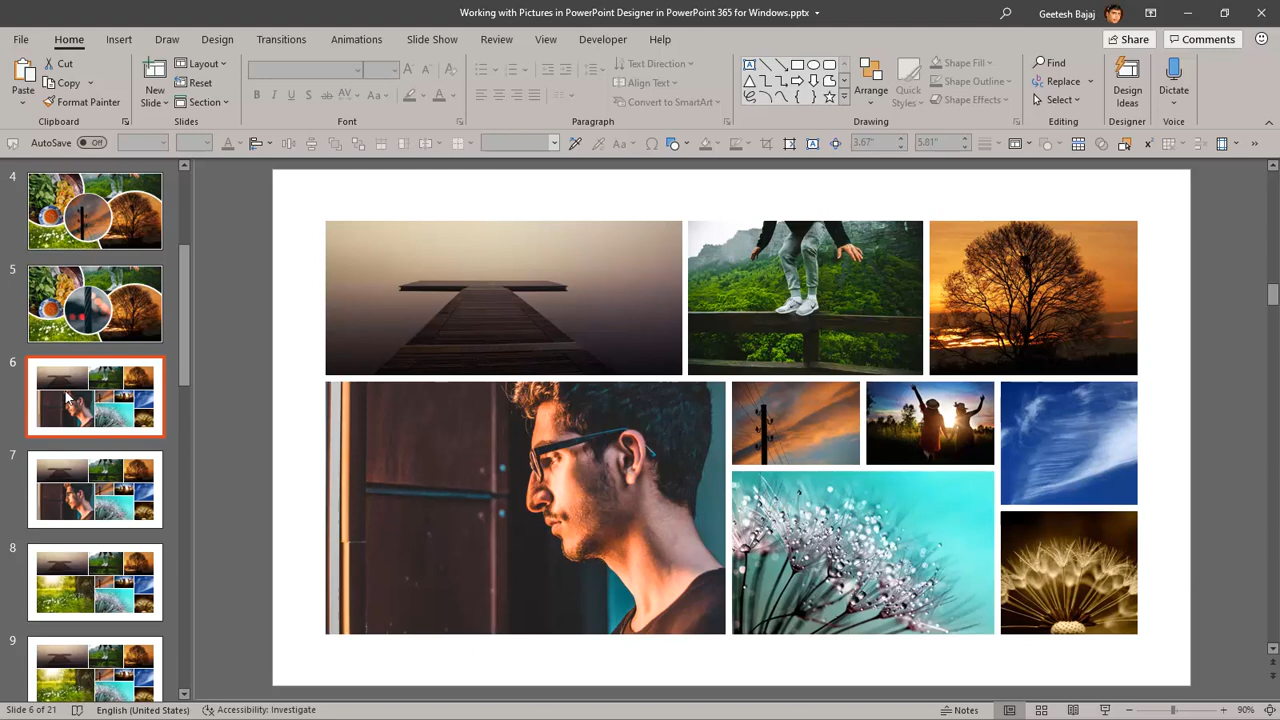 Working with Pictures in PowerPoint Designer in PowerPoint 365 for Windows.pptx
Geetesh Bajaj
File Home Insert Draw Design Transitions Animations Slide Show Review View Developer Help Share Comments
Paste Cut Copy Format Painter
Clipboard
New Slide Layout Reset Section
Slides
B I U S ab AV Aa A
Font
Text Direction
Align Text
Convert to SmartArt
Paragraph
Arrange Quick Styles Shape Fill Shape Outline Shape Effects
Drawing
Find
Replace
Select
Editing
Design Ideas
Designer
Dictate
Voice
AutoSave Off 3.67" 5.81"
4
5
6
7
8
9
Slide 6 of 21 English (United States) Accessibility: Investigate Notes 90%